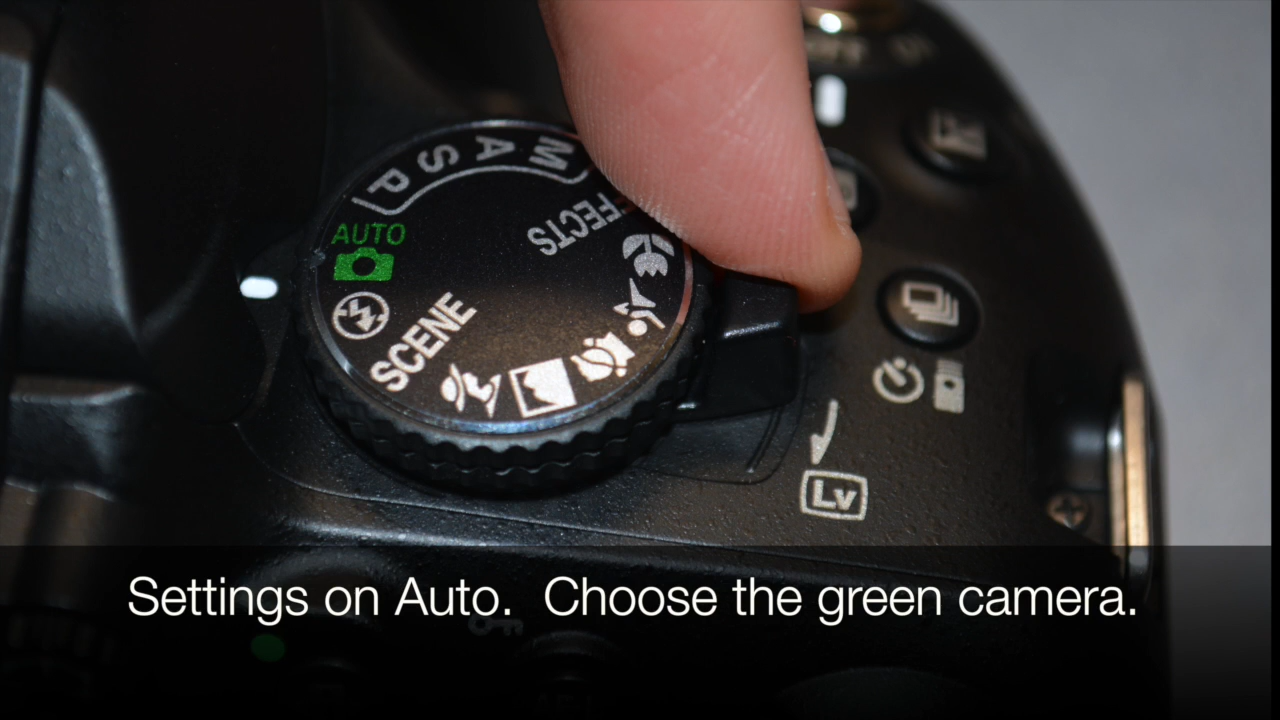 M
A
S
P
AUTO
EFFECTS
SCENE
Lv
Settings on Auto. Choose the green camera.